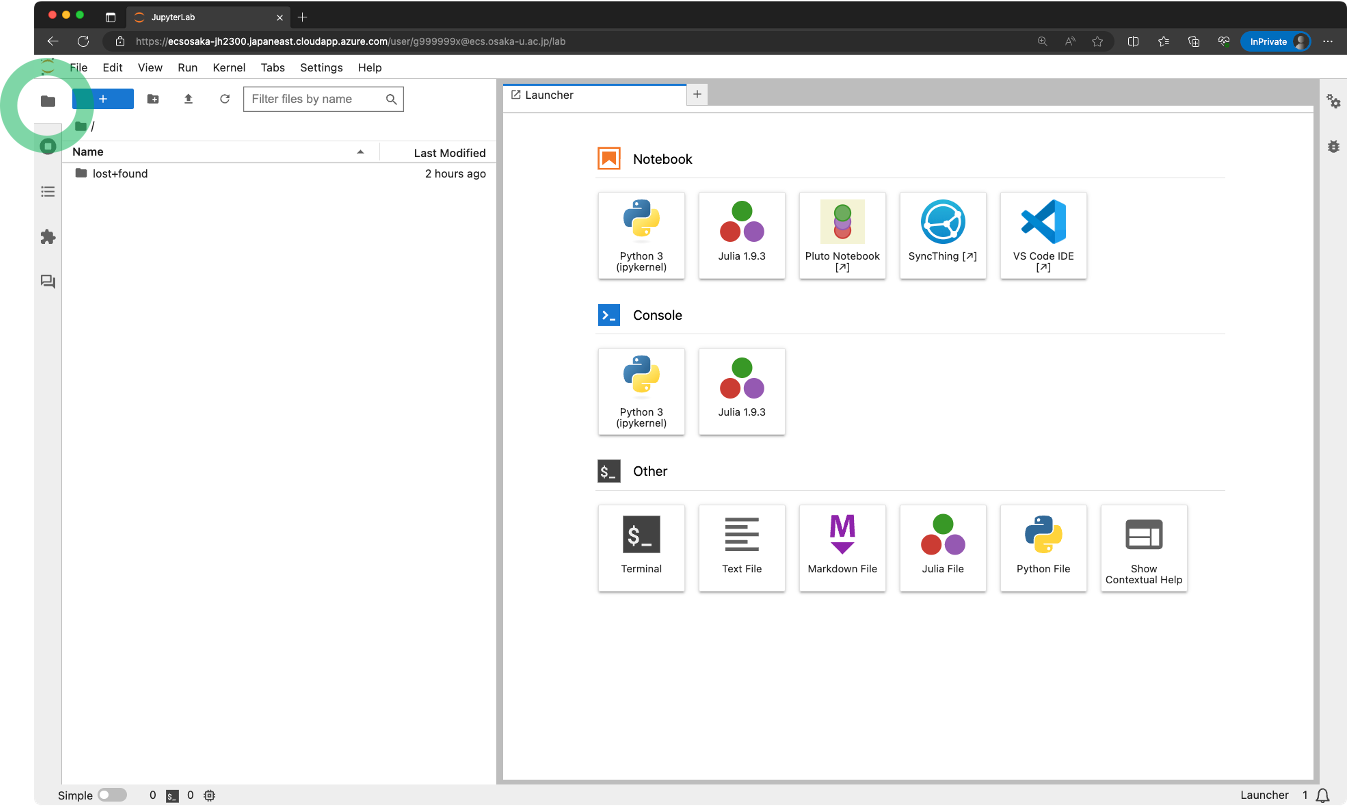 JupyterLab
https://ecsosaka-jh2300.japaneast.cloudapp.azure.com/user/g999999x@ecs.osaka-u.ac.jp/lab
InPrivate
File Edit View Run Kernel Tabs Settings Help
+
Filter files by name
/
Name Last Modified
lost+found 2 hours ago
Launcher
Notebook
Python 3
(ipykernel)
Julia 1.9.3
Pluto Notebook
[↗]
SyncThing [↗]
VS Code IDE
[↗]
Console
Python 3
(ipykernel)
Julia 1.9.3
$_ Other
$_
Terminal
Text File
M
Markdown File
Julia File
Python File
Show
Contextual Help
Simple 0 $_ 0
Launcher 1